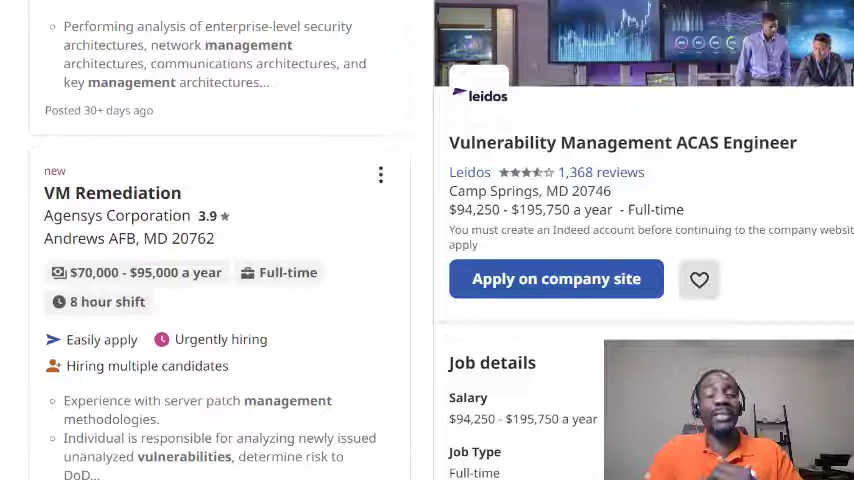 Performing analysis of enterprise-level security
architectures, network management
architectures, communications architectures, and
key management architectures...
Posted 30+ days ago
new
VM Remediation
Agensys Corporation 3.9
Andrews AFB, MD 20762
$70,000 - $95,000 a year
Full-time
8 hour shift
Easily apply
Urgently hiring
Hiring multiple candidates
Experience with server patch management
methodologies.
Individual is responsible for analyzing newly issued
unanalyzed vulnerabilities, determine risk to
DoD...
leidos
Vulnerability Management ACAS Engineer
Leidos 1,368 reviews
Camp Springs, MD 20746
$94,250 - $195,750 a year - Full-time
You must create an Indeed account before continuing to the company websit
apply
Apply on company site
Job details
Salary
$94,250 - $195,750 a year
Job Type
Full-time